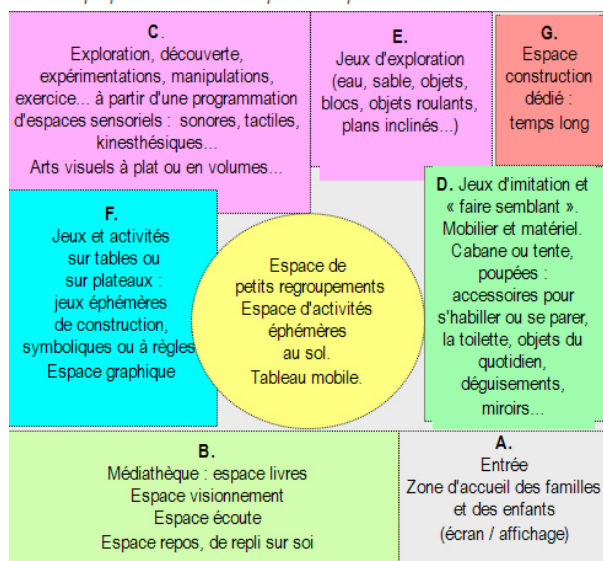 C.
Exploration, découverte,
expérimentations, manipulations,
exercice... à partir d'une programmation
d'espaces sensoriels : sonores, tactiles,
kinesthésiques...
Arts visuels à plat ou en volumes...
E.
Jeux d'exploration
(eau, sable, objets,
blocs, objets roulants,
plans inclinés...)
G.
Espace
construction
dédié :
temps long
D. Jeux d'imitation et
« faire semblant ».
Mobilier et matériel.
Cabane ou tente,
poupées :
accessoires pour
s'habiller ou se parer,
la toilette, objets du
quotidien,
déguisements,
miroirs...
F.
Jeux et activités
sur tables ou
sur plateaux :
jeux éphémères
de construction,
symboliques ou à règles
Espace graphique
Espace de
petits regroupements
Espace d'activités
éphémères
au sol.
Tableau mobile.
B.
Médiathèque : espace livres
Espace visionnement
Espace écoute
Espace repos, de repli sur soi
A.
Entrée
Zone d'accueil des familles
et des enfants
(écran / affichage)